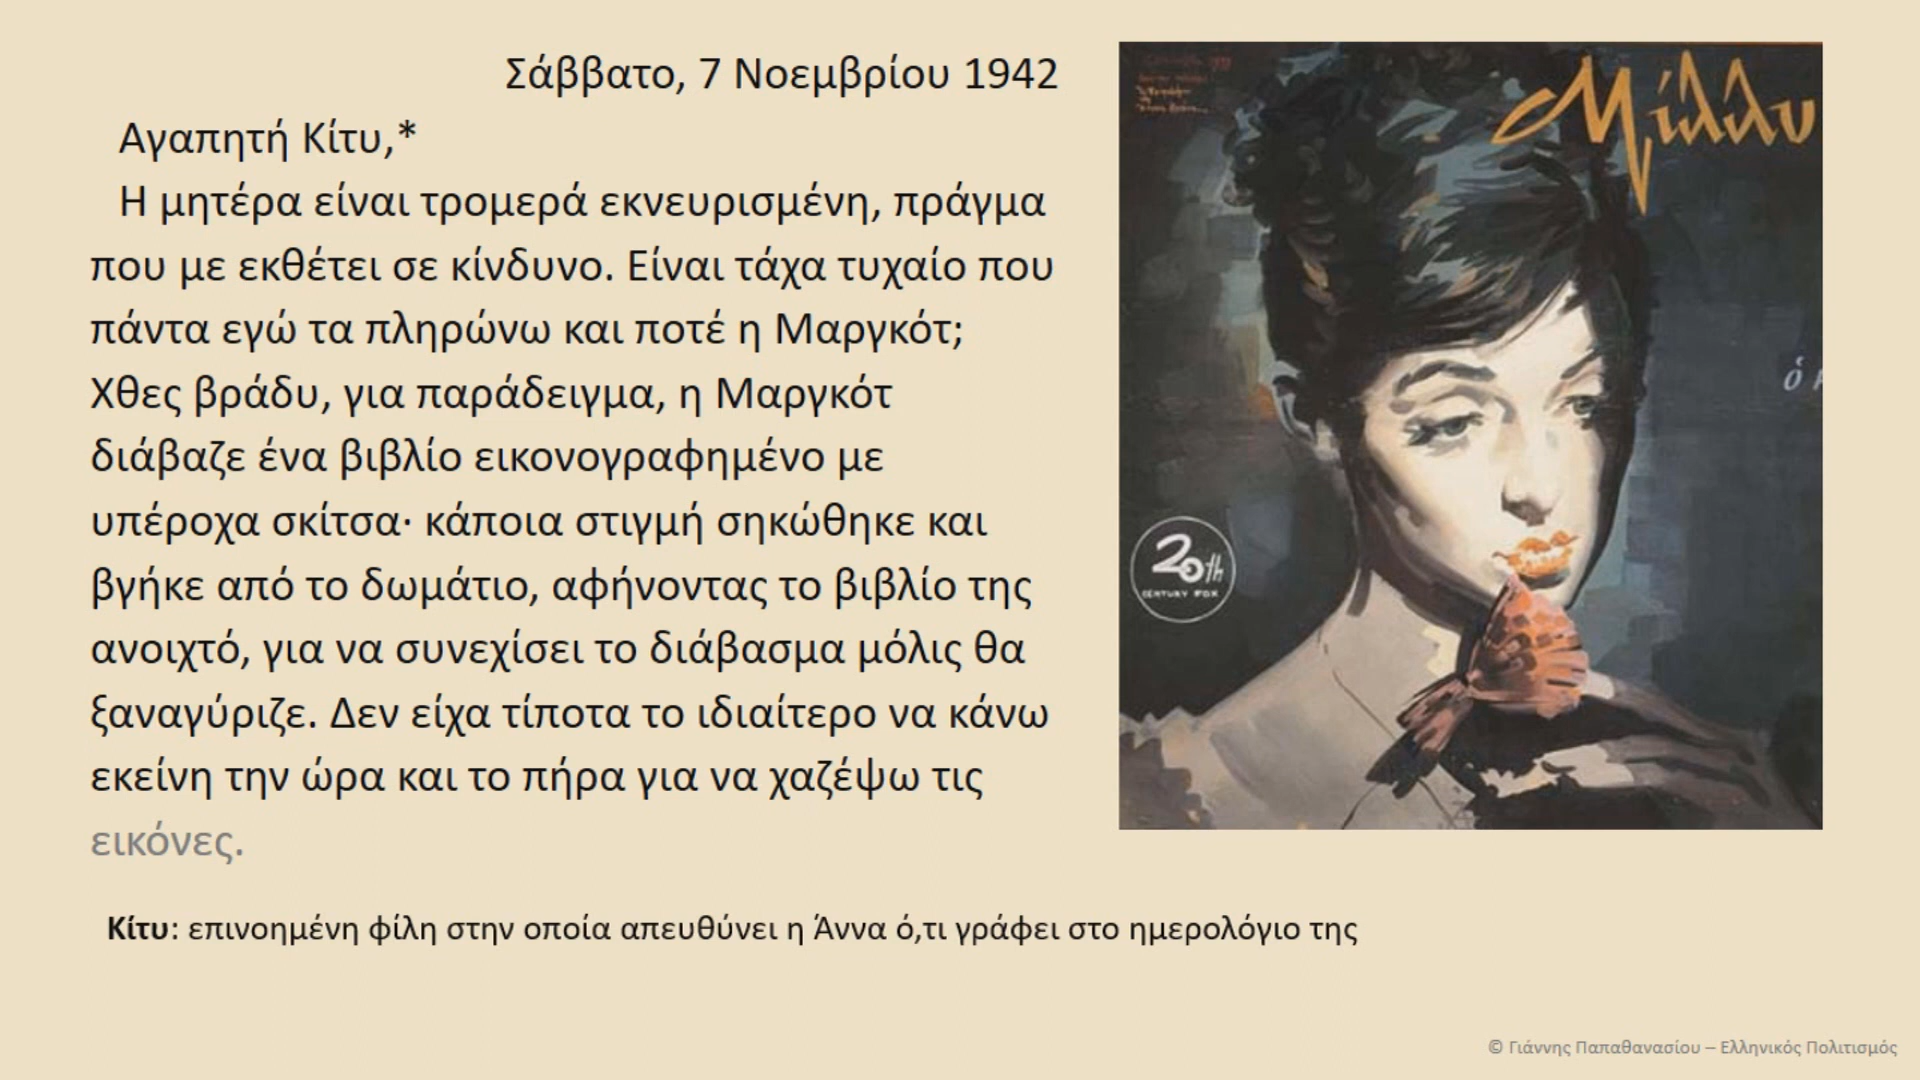 Σάββατο, 7 Νοεμβρίου 1942
Αγαπητή Κίτυ,*
Η μητέρα είναι τρομερά εκνευρισμένη, πράγμα
που με εκθέτει σε κίνδυνο. Είναι τάχα τυχαίο που
πάντα εγώ τα πληρώνω και ποτέ η Μαργκότ;
Χθες βράδυ, για παράδειγμα, η Μαργκότ
διάβαζε ένα βιβλίο εικονογραφημένο με
υπέροχα σκίτσα· κάποια στιγμή σηκώθηκε και
βγήκε από το δωμάτιο, αφήνοντας το βιβλίο της
ανοιχτό, για να συνεχίσει το διάβασμα μόλις θα
ξαναγύριζε. Δεν είχα τίποτα το ιδιαίτερο να κάνω
εκείνη την ώρα και το πήρα για να χαζέψω τις
εικόνες.
Μίλλυ
ὁ
20th
CENTURY FOX
Κίτυ: επινοημένη φίλη στην οποία απευθύνει η Άννα ό,τι γράφει στο ημερολόγιο της
© Γιάννης Παπαθανασίου – Ελληνικός Πολιτισμός